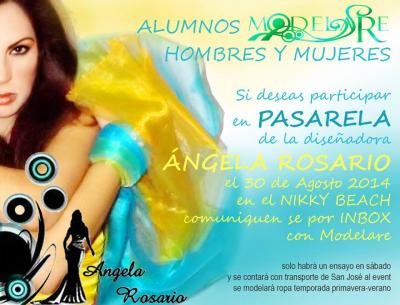 ALUMNOS MODELARE
HOMBRES Y MUJERES
Si deseas participar
en PASARELA
de la diseñadora
ÁNGELA ROSARIO
el 30 de Agosto 2014
en el NIKKY BEACH
comuniquen se por INBOX
con Modelare
solo habrá un ensayo en sábado
y se contará con transporte de San José al event
se modelará ropa temporada primavera-verano
Angela
Rosario